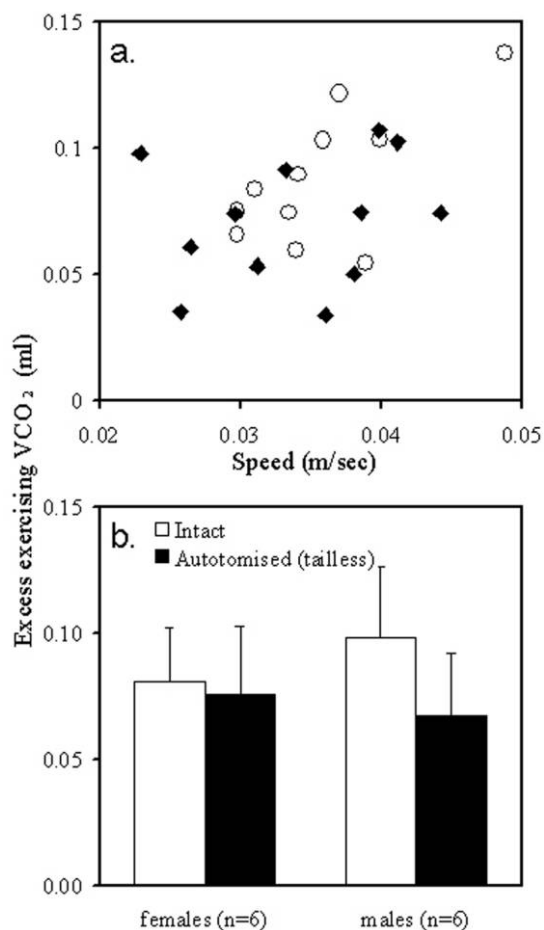 a.
0.15
0.1
0.05
0
0.02 0.03 0.04 0.05
Speed (m/sec)
Excess exercising VCO₂ (ml)
b.
0.15
0.10
0.05
0.00
Intact
Autotomised (tailless)
females (n=6) males (n=6)